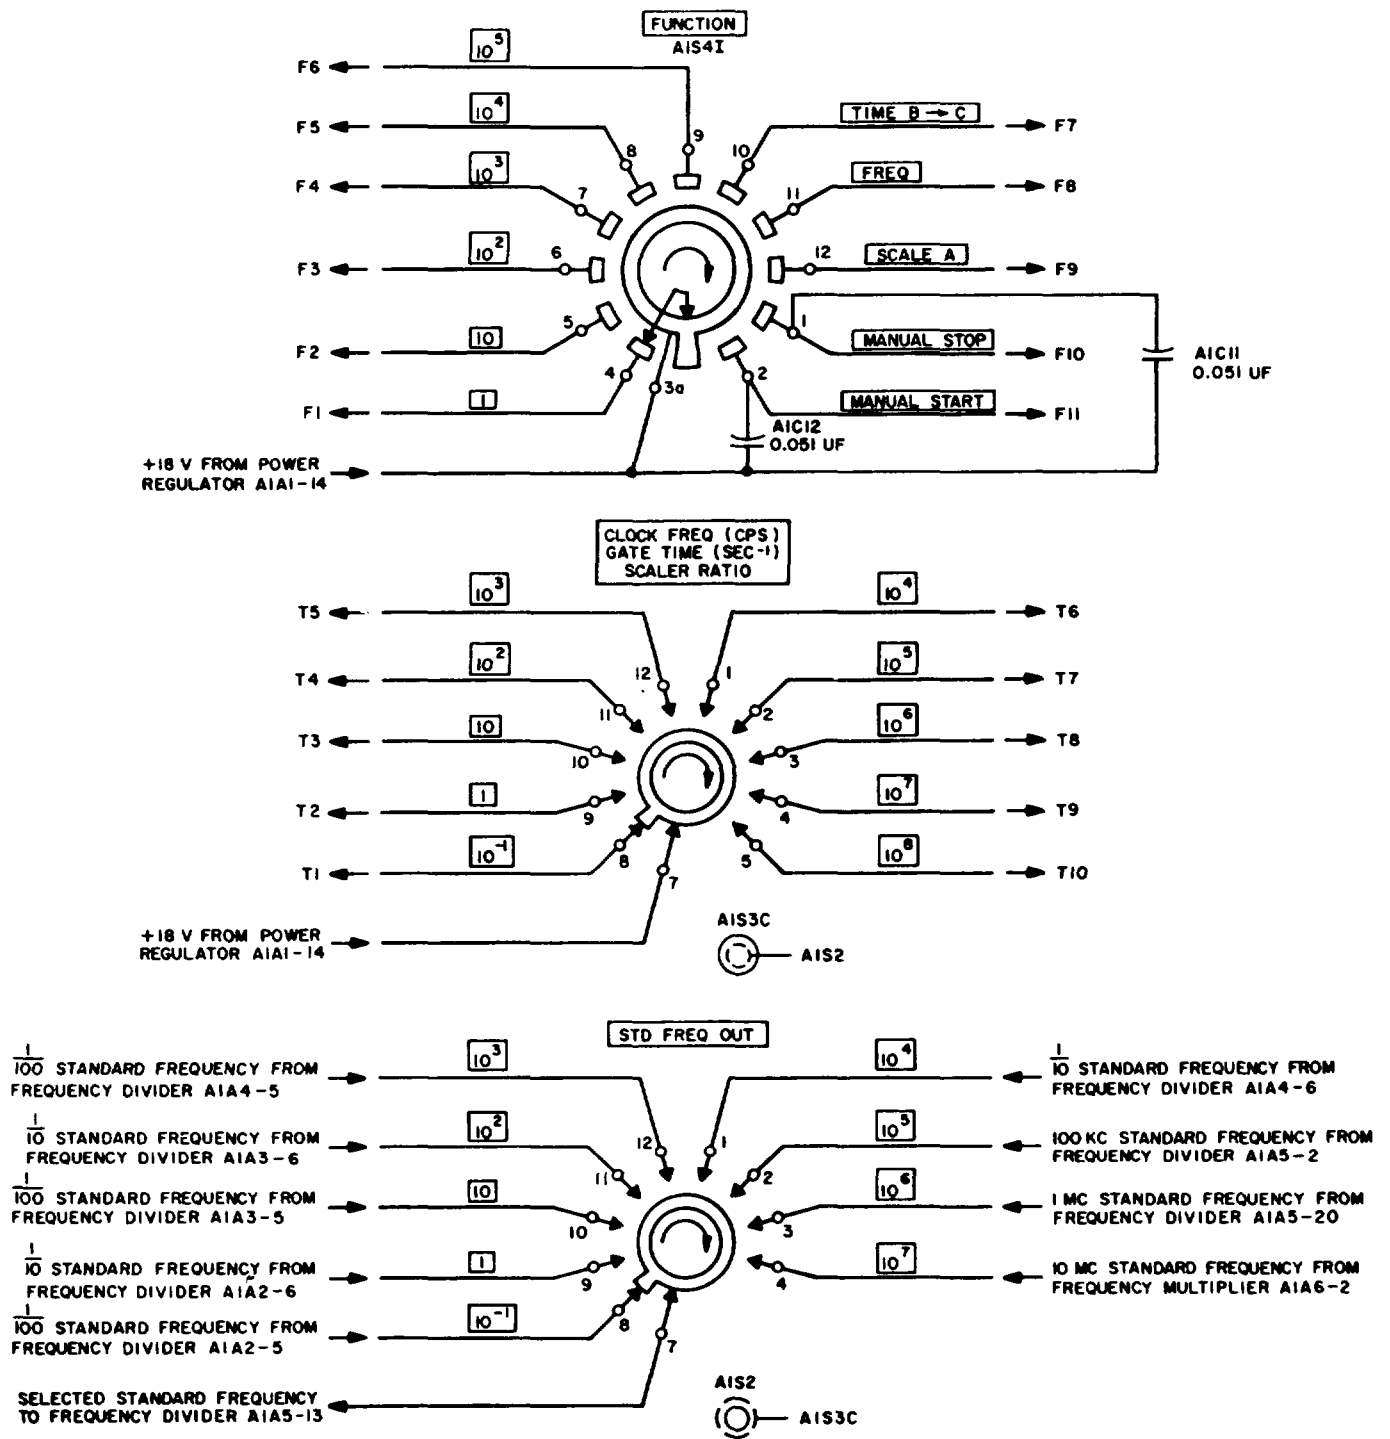 FUNCTION
A1S4I
10^5
F6
10^4
F5
TIME B → C
F7
8
9
10
10^3
F4
FREQ
F8
7
11
10^2
F3
6
12
SCALE A
F9
10
F2
5
1
MANUAL STOP
F10
A1C11
0.051 UF
1
F1
4
3a
2
MANUAL START
F11
A1C12
0.051 UF
+18 V FROM POWER
REGULATOR A1A1-14
CLOCK FREQ (CPS)
GATE TIME (SEC-1)
SCALER RATIO
10^3
T5
10^4
T6
12
1
10^2
T4
10^5
T7
11
2
10
T3
10^6
T8
10
3
1
T2
10^7
T9
9
4
10^-1
T1
10^8
T10
8
5
7
+18 V FROM POWER
REGULATOR A1A1-14
A1S3C
A1S2
STD FREQ OUT
1
100 STANDARD FREQUENCY FROM
FREQUENCY DIVIDER A1A4-5
10^3
10^4
1
10 STANDARD FREQUENCY FROM
FREQUENCY DIVIDER A1A4-6
12
1
1
10 STANDARD FREQUENCY FROM
FREQUENCY DIVIDER A1A3-6
10^2
10^5
100 KC STANDARD FREQUENCY FROM
FREQUENCY DIVIDER A1A5-2
11
2
1
100 STANDARD FREQUENCY FROM
FREQUENCY DIVIDER A1A3-5
10
10^6
1 MC STANDARD FREQUENCY FROM
FREQUENCY DIVIDER A1A5-20
10
3
1
10 STANDARD FREQUENCY FROM
FREQUENCY DIVIDER A1A2-6
1
10^7
10 MC STANDARD FREQUENCY FROM
FREQUENCY MULTIPLIER A1A6-2
9
4
1
100 STANDARD FREQUENCY FROM
FREQUENCY DIVIDER A1A2-5
10^-1
8
7
SELECTED STANDARD FREQUENCY
TO FREQUENCY DIVIDER A1A5-13
A1S2
A1S3C